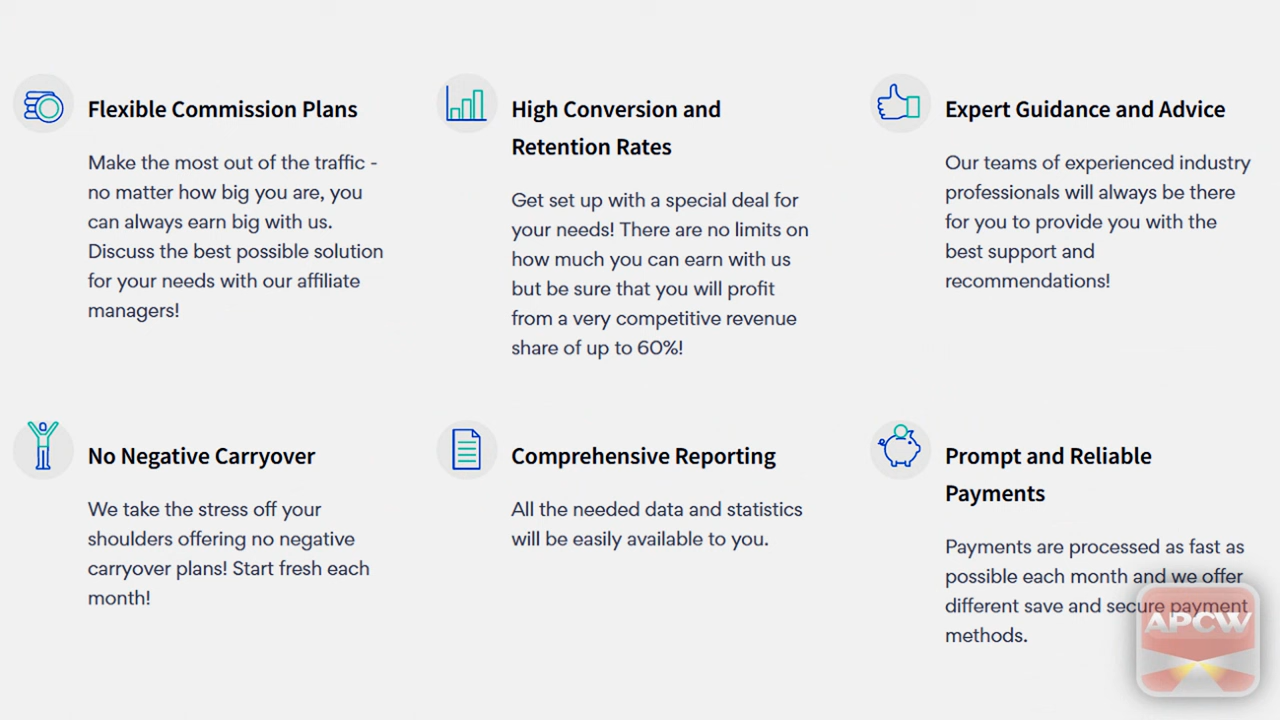 Flexible Commission Plans
Make the most out of the traffic -
no matter how big you are, you
can always earn big with us.
Discuss the best possible solution
for your needs with our affiliate
managers!
High Conversion and
Retention Rates
Get set up with a special deal for
your needs! There are no limits on
how much you can earn with us
but be sure that you will profit
from a very competitive revenue
share of up to 60%!
Expert Guidance and Advice
Our teams of experienced industry
professionals will always be there
for you to provide you with the
best support and
recommendations!
No Negative Carryover
We take the stress off your
shoulders offering no negative
carryover plans! Start fresh each
month!
Comprehensive Reporting
All the needed data and statistics
will be easily available to you.
Prompt and Reliable
Payments
Payments are processed as fast as
possible each month and we offer
different save and secure payment
methods.
APCW